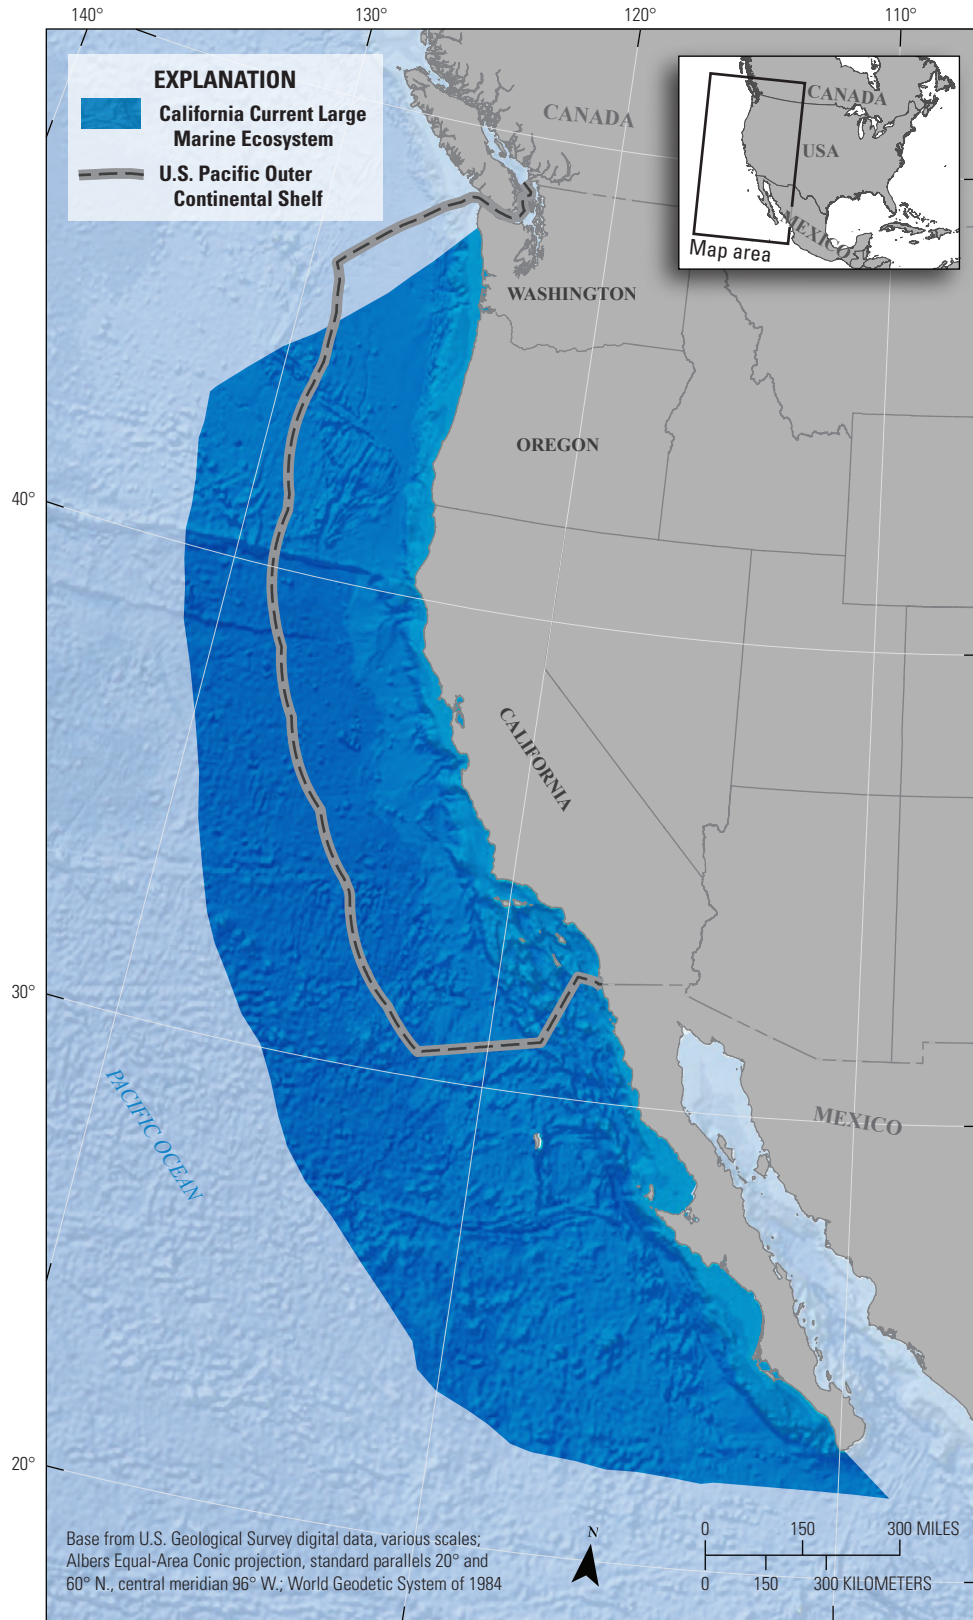 140°
130°
120°
110°
EXPLANATION
California Current Large
Marine Ecosystem
U.S. Pacific Outer
Continental Shelf
CANADA
CANADA
USA
MEXICO
Map area
WASHINGTON
OREGON
40°
CALIFORNIA
30°
PACIFIC OCEAN
MEXICO
20°
Base from U.S. Geological Survey digital data, various scales;
Albers Equal-Area Conic projection, standard parallels 20° and
60° N., central meridian 96° W.; World Geodetic System of 1984
N
0 150 300 MILES
0 150 300 KILOMETERS